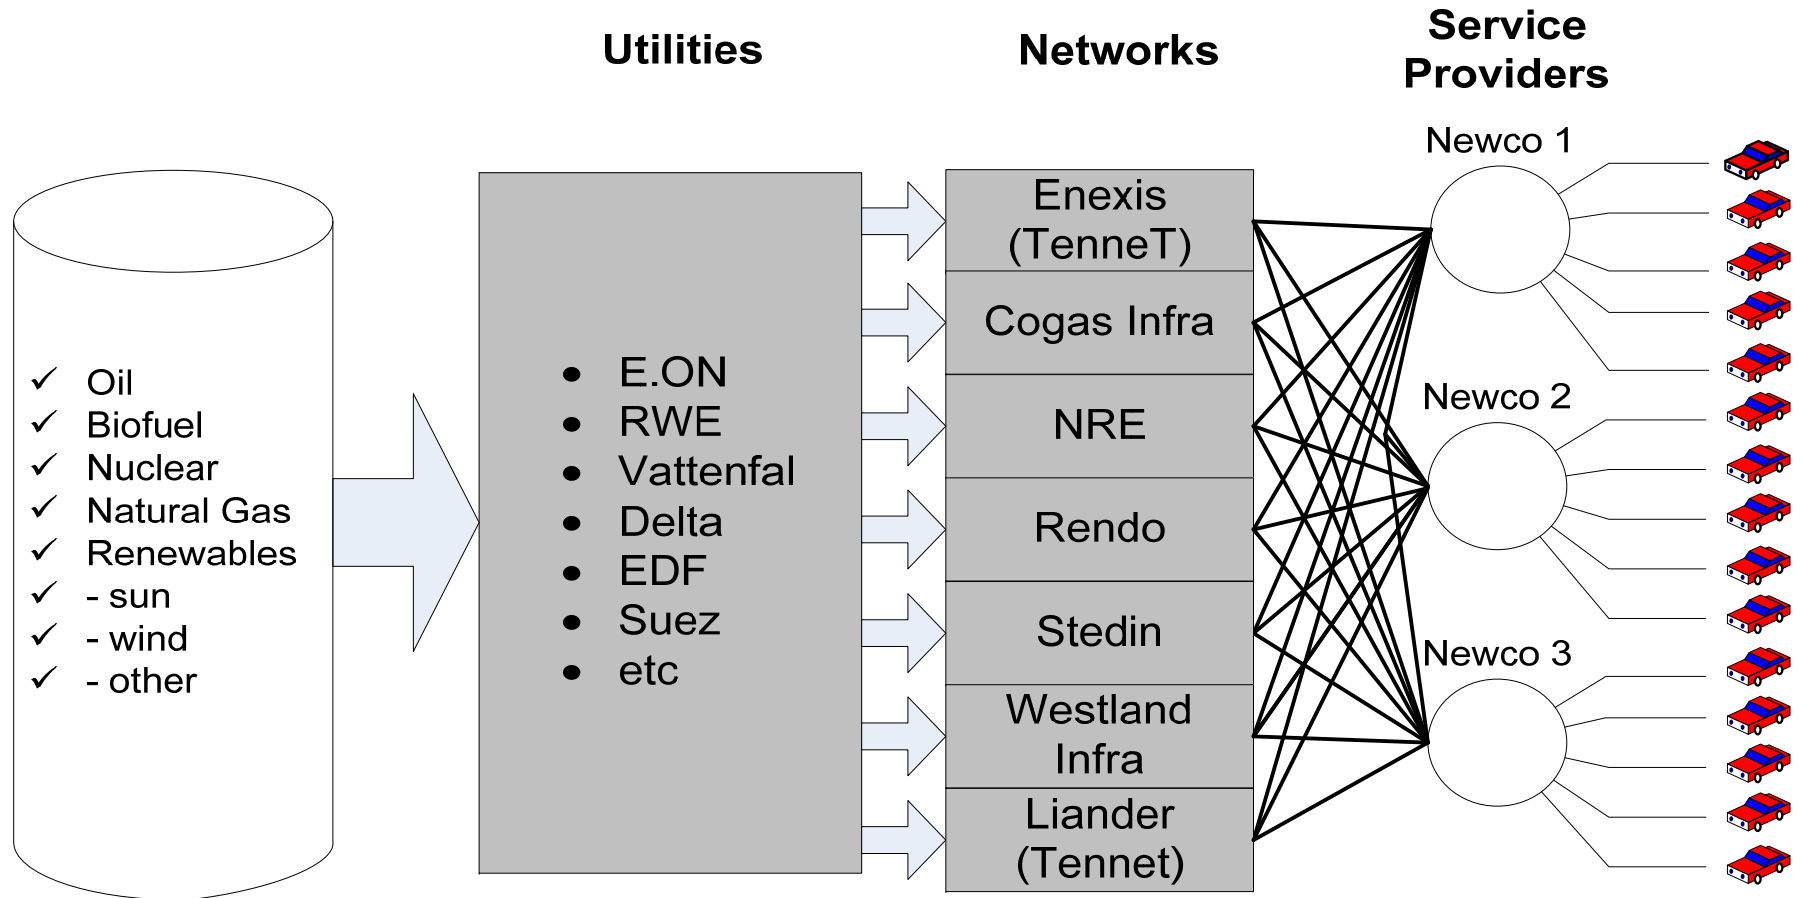 Utilities
Networks
Service
Providers
✓ Oil
✓ Biofuel
✓ Nuclear
✓ Natural Gas
✓ Renewables
✓ - sun
✓ - wind
✓ - other
• E.ON
• RWE
• Vattenfal
• Delta
• EDF
• Suez
• etc
Enexis
(TenneT)
Cogas Infra
NRE
Rendo
Stedin
Westland
Infra
Liander
(Tennet)
Newco 1
Newco 2
Newco 3